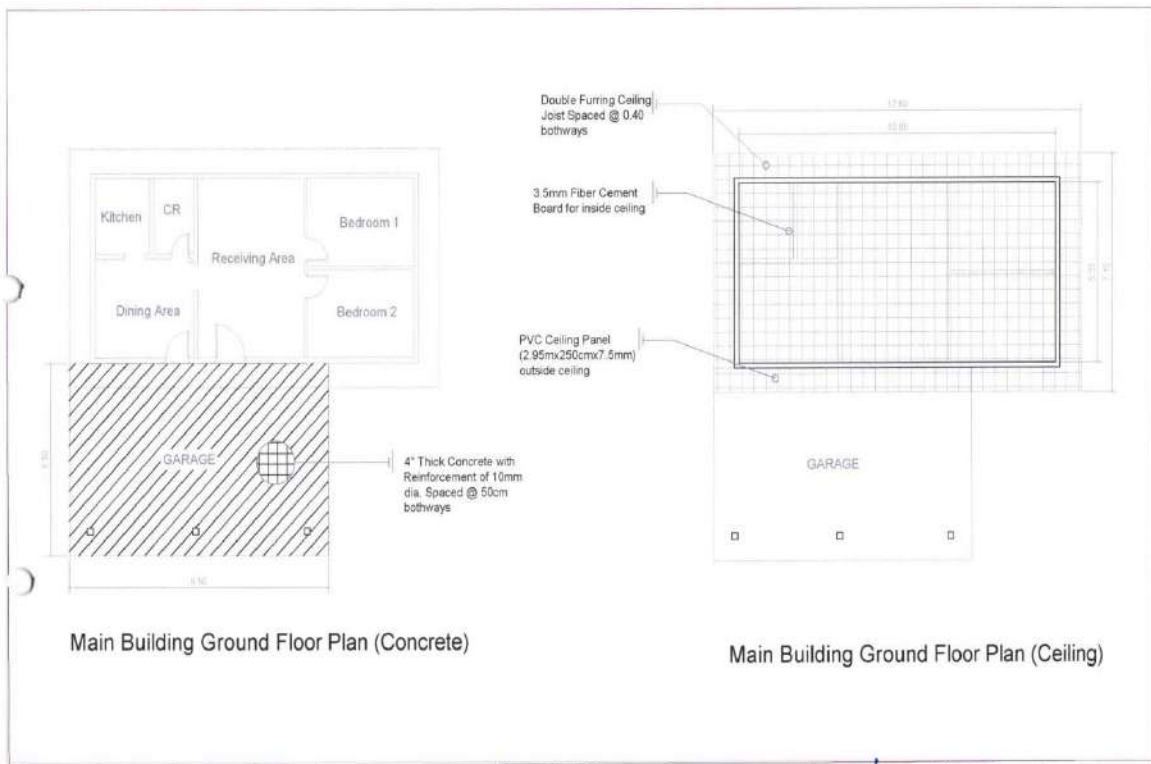 Kitchen
CR
Receiving Area
Bedroom 1
Dining Area
Bedroom 2
GARAGE
4" Thick Concrete with
Reinforcement of 10mm
dia. Spaced @ 50cm
bothways
Main Building Ground Floor Plan (Concrete)
Double Furring Ceiling
Joist Spaced @ 0.40
bothways
3.5mm Fiber Cement
Board for inside ceiling
PVC Ceiling Panel
(2.95mx250cmx7.5mm)
outside ceiling
GARAGE
Main Building Ground Floor Plan (Ceiling)